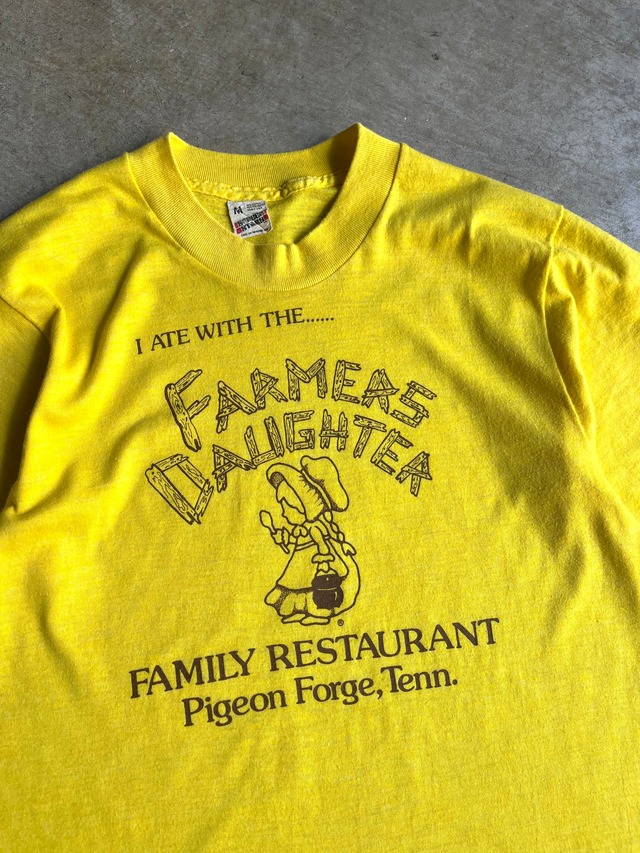 M
I ATE WITH THE......
FARMERS
DAUGHTER
®
FAMILY RESTAURANT
Pigeon Forge, Tenn.